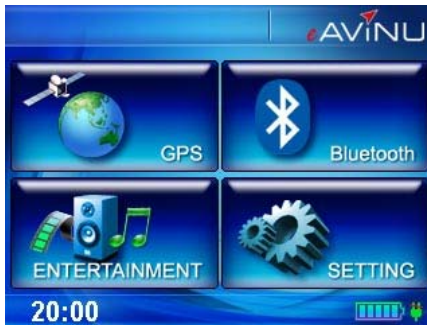 eAViNU
GPS
Bluetooth
ENTERTAINMENT
SETTING
20:00